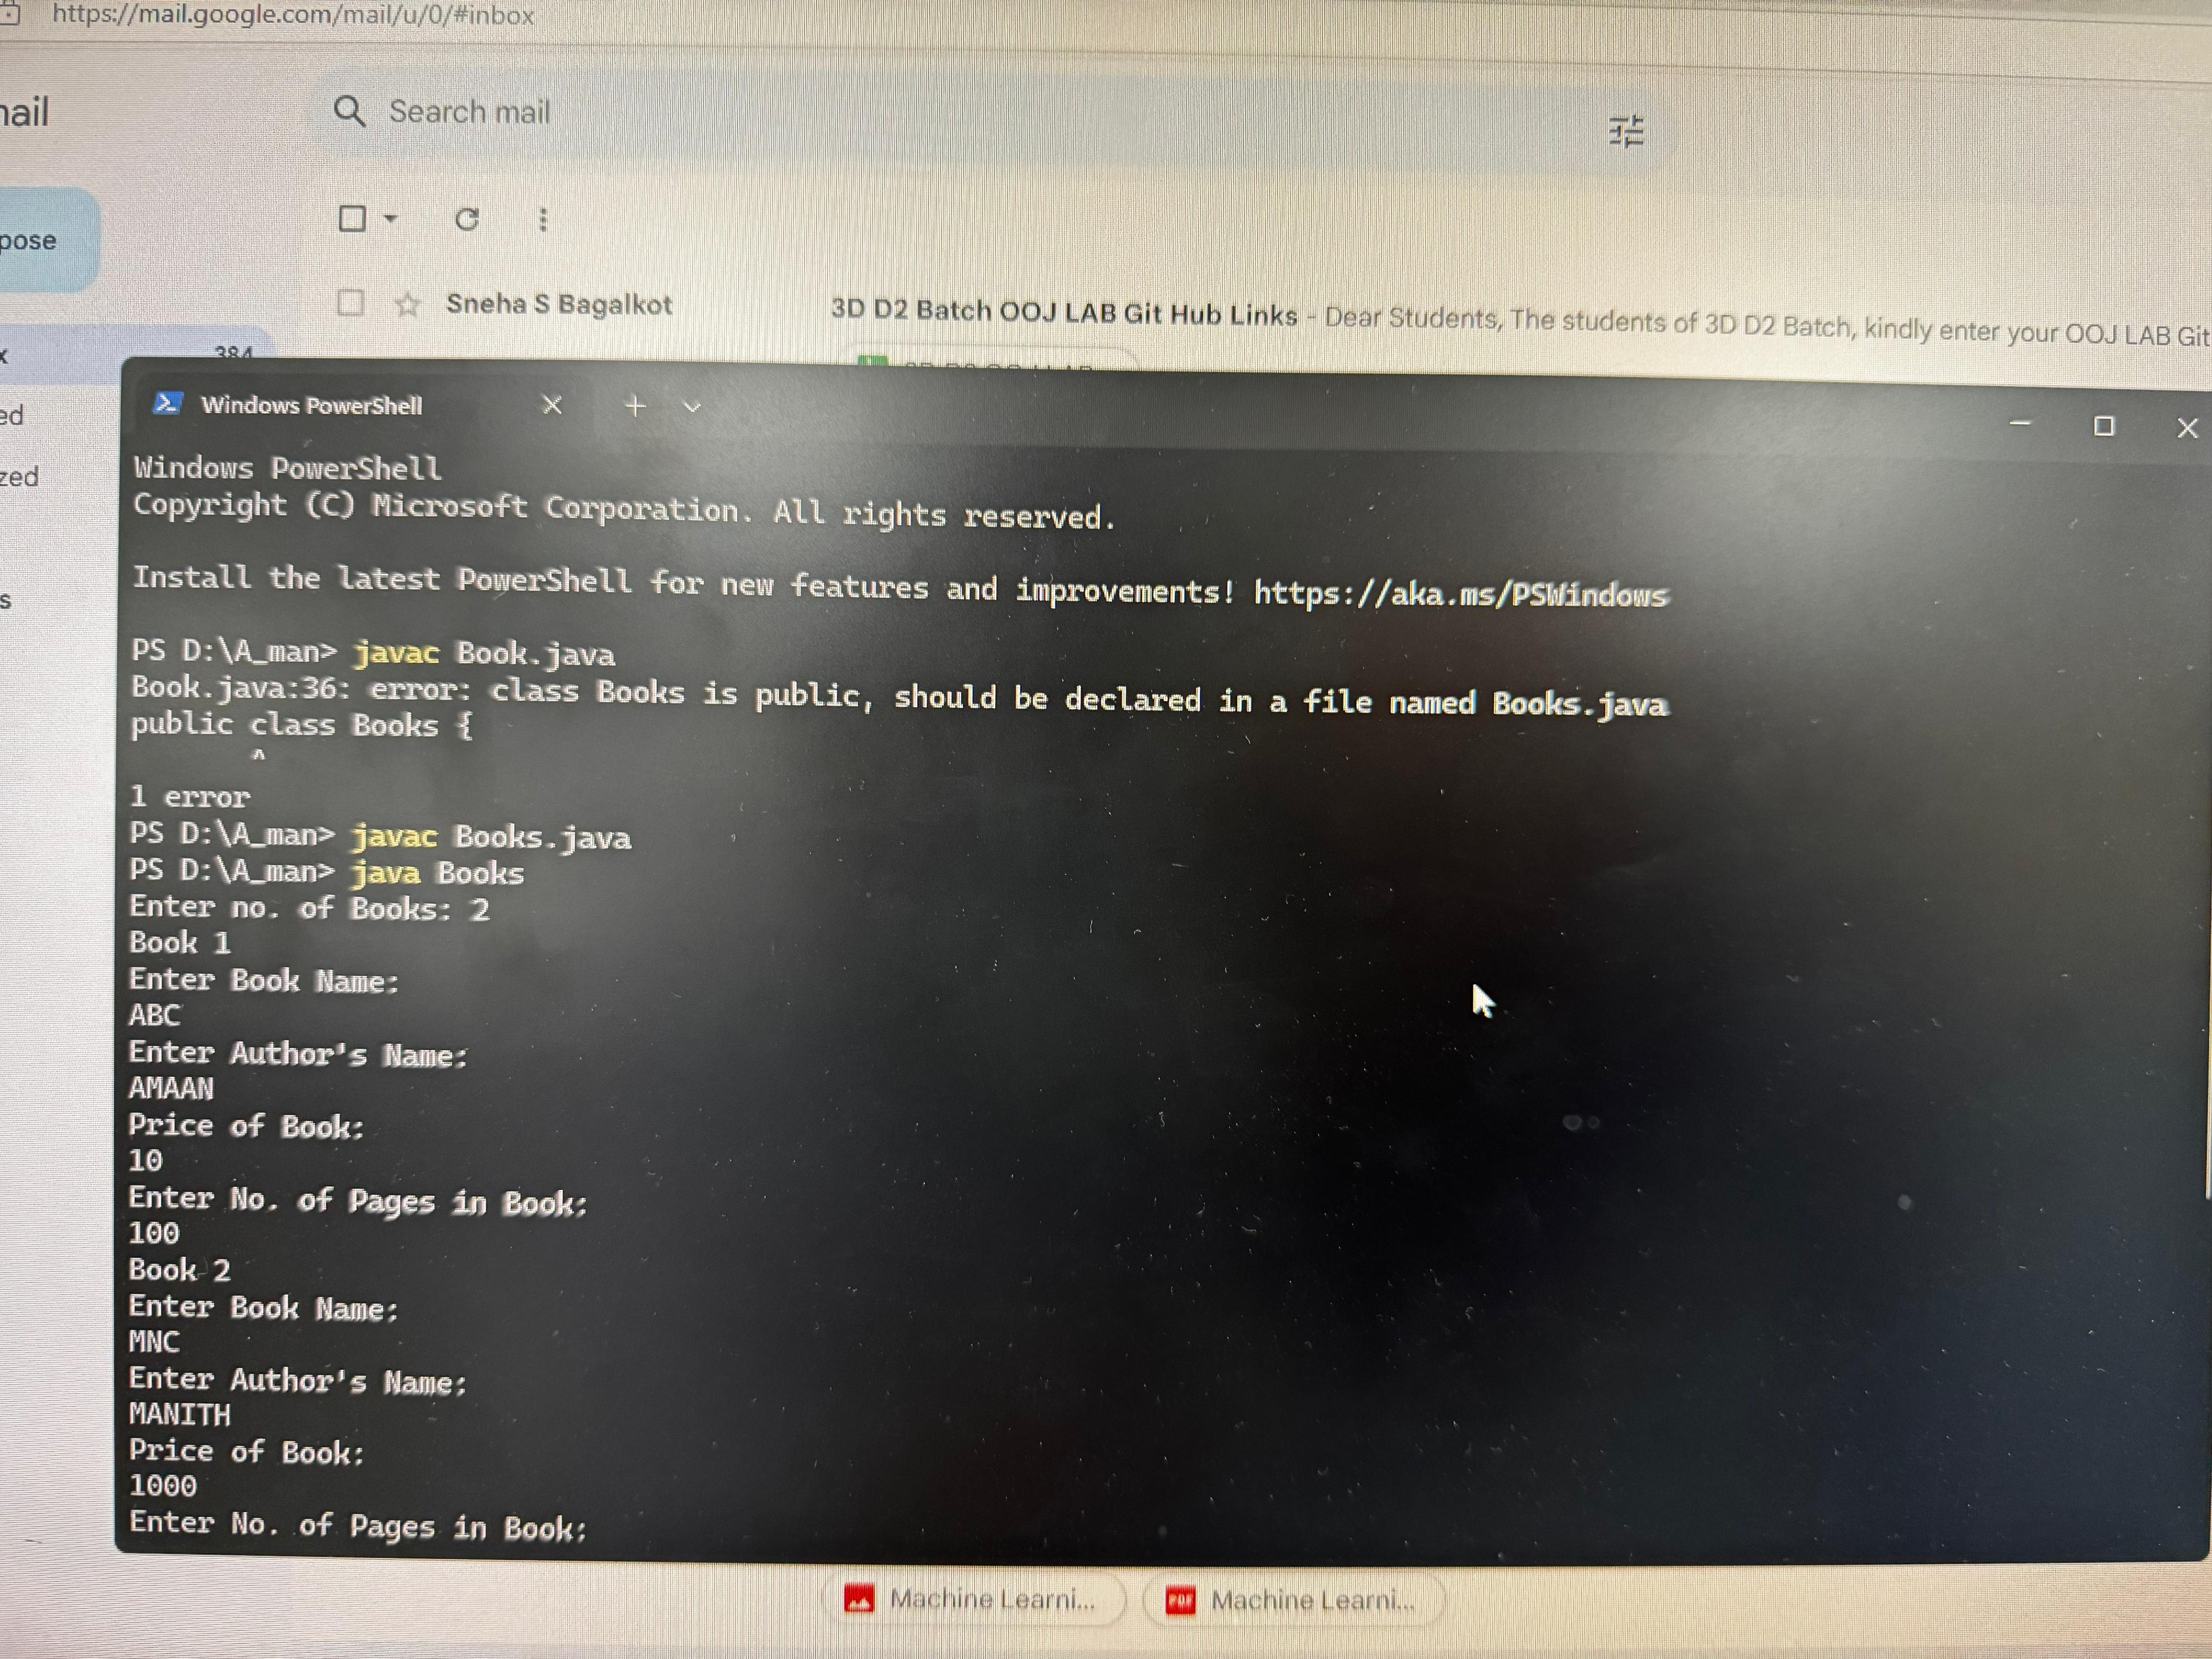 https://mail.google.com/mail/u/0/#inbox
mail
Search mail
pose
Sneha S Bagalkot
3D D2 Batch OOJ LAB Git Hub Links - Dear Students, The students of 3D D2 Batch, kindly enter your OOJ LAB Git
x
384
ed
zed
s
Windows PowerShell
Windows PowerShell
Copyright (C) Microsoft Corporation. All rights reserved.
Install the latest PowerShell for new features and improvements! https://aka.ms/PSWindows
PS D:\A_man> javac Book.java
Book.java:36: error: class Books is public, should be declared in a file named Books.java
public class Books {
^
1 error
PS D:\A_man> javac Books.java
PS D:\A_man> java Books
Enter no. of Books: 2
Book 1
Enter Book Name:
ABC
Enter Author's Name:
AMAAN
Price of Book:
10
Enter No. of Pages in Book:
100
Book 2
Enter Book Name:
MNC
Enter Author's Name:
MANITH
Price of Book:
1000
Enter No. of Pages in Book:
Machine Learni...
PDF Machine Learni...